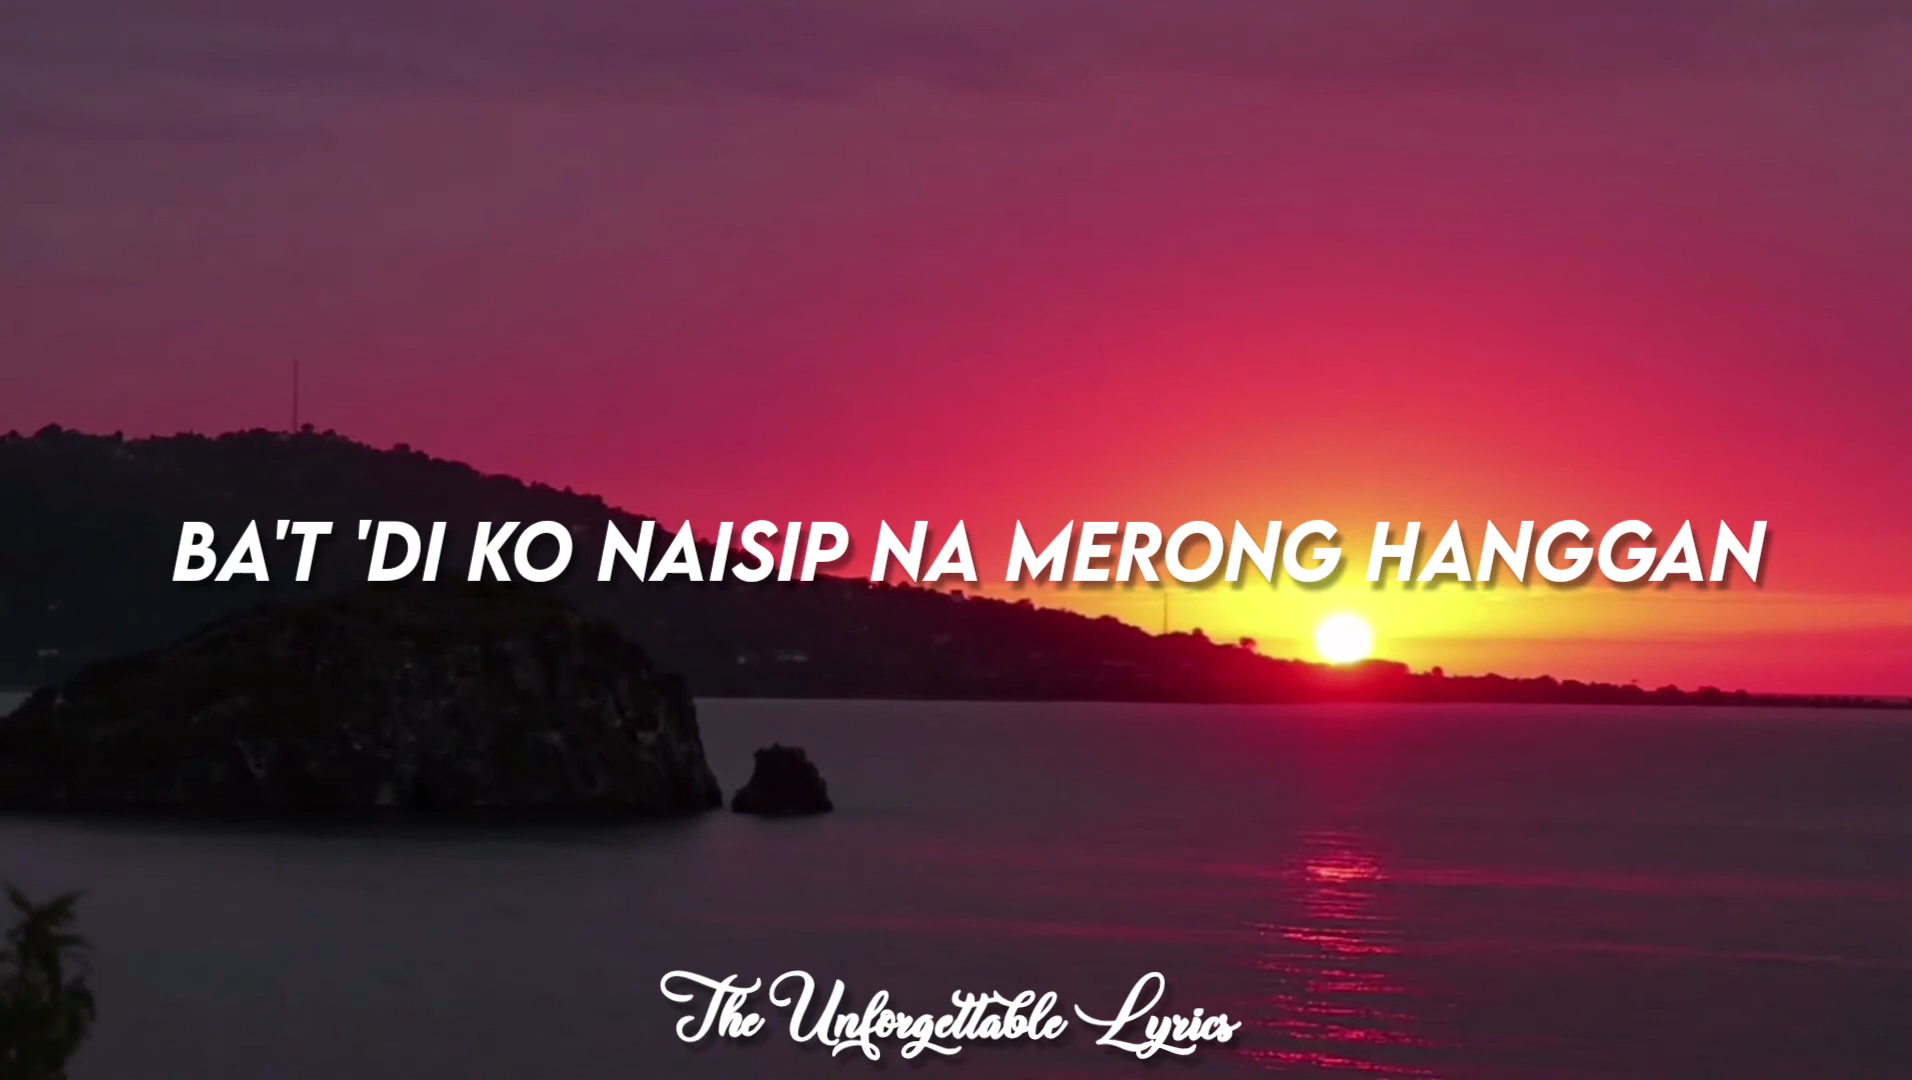 BA'T 'DI KO NAISIP NA MERONG HANGGAN
The Unforgettable Lyrics